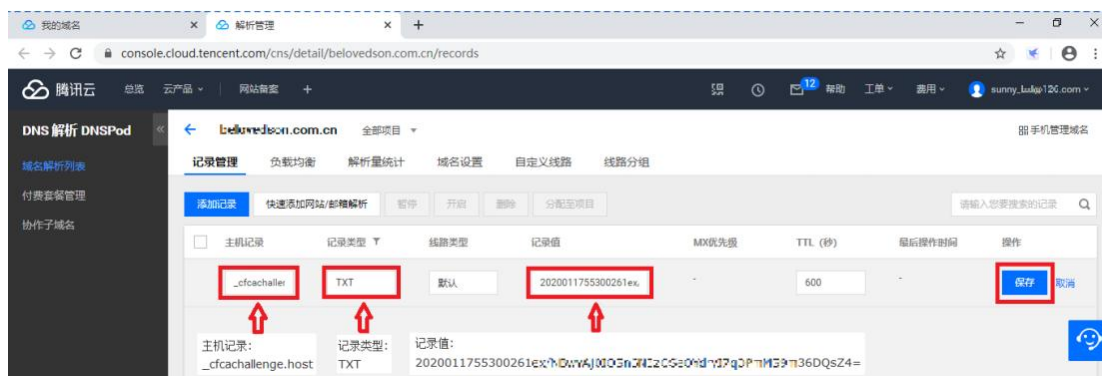 我的域名
解析管理
console.cloud.tencent.com/cns/detail/belovedson.com.cn/records
腾讯云 总览 云产品 网站备案 + 12 帮助 工单 费用
DNS 解析 DNSPod « .com.cn 全部项目 手机管理域名
域名解析列表 记录管理 负载均衡 解析量统计 域名设置 自定义线路 线路分组
付费套餐管理 添加记录 快速添加网站/邮箱解析 暂停 开启 删除 分配至项目 请输入您要搜索的记录
协作子域名
主机记录 记录类型 线路类型 记录值 MX优先级 TTL (秒) 最后操作时间 操作
_cfcachaller TXT 默认 2020011755300261ex, - 600 - 保存 取消
主机记录: 记录类型: 记录值:
_cfcachallenge.host TXT 2020011755300261